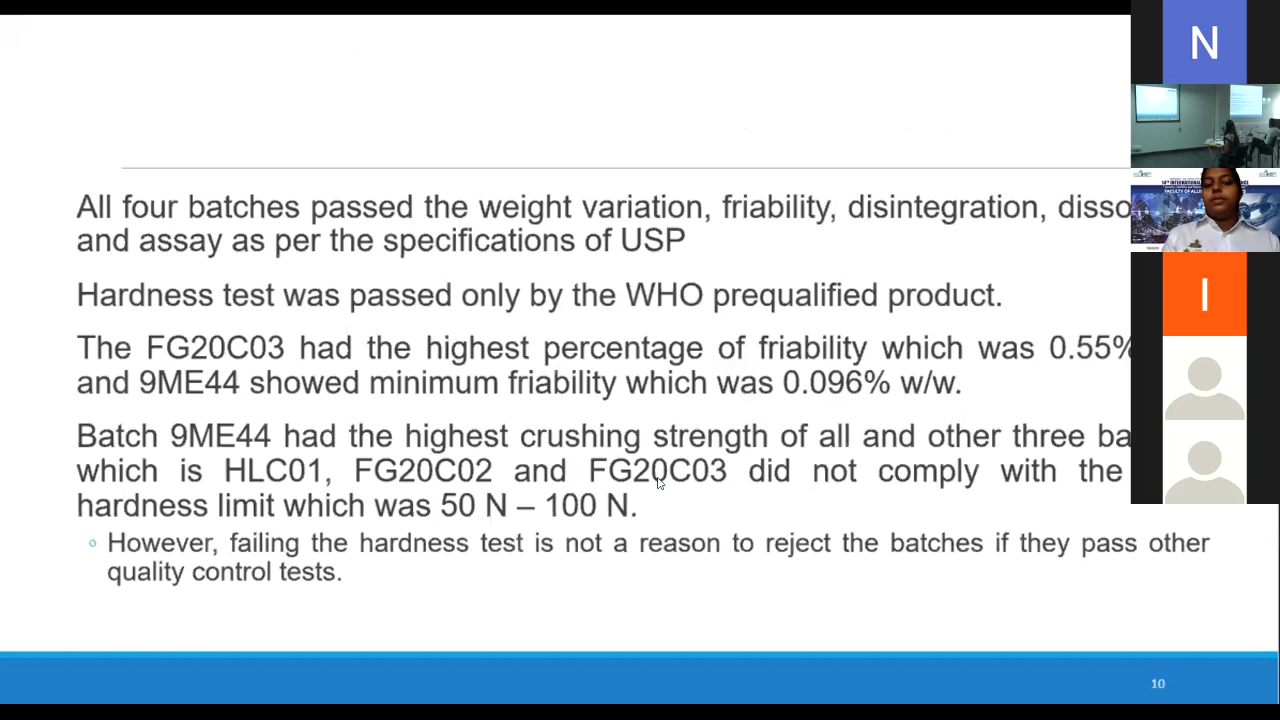 All four batches passed the weight variation, friability, disintegration,
and assay as per the specifications of USP
Hardness test was passed only by the WHO prequalified product.
The FG20C03 had the highest percentage of friability which was 0.55%
and 9ME44 showed minimum friability which was 0.096% w/w.
Batch 9ME44 had the highest crushing strength of all and other three
which is HLC01, FG20C02 and FG20C03 did not comply with the
hardness limit which was 50 N – 100 N.
However, failing the hardness test is not a reason to reject the batches if they pass other
quality control tests.
10
N
I